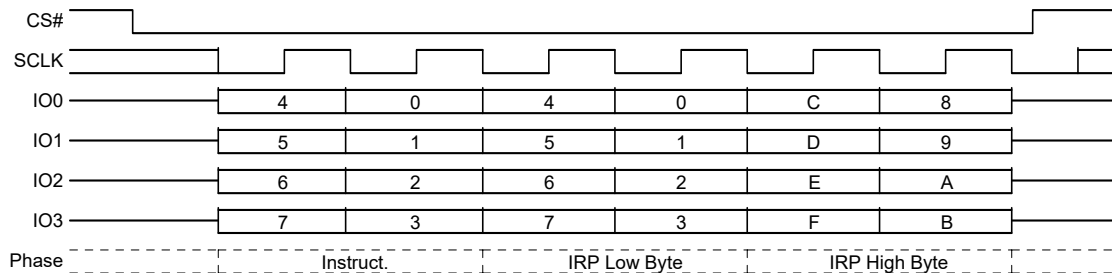 CS#
SCLK
IO0 4 0 4 0 C 8
IO1 5 1 5 1 D 9
IO2 6 2 6 2 E A
IO3 7 3 7 3 F B
Phase Instruct. IRP Low Byte IRP High Byte